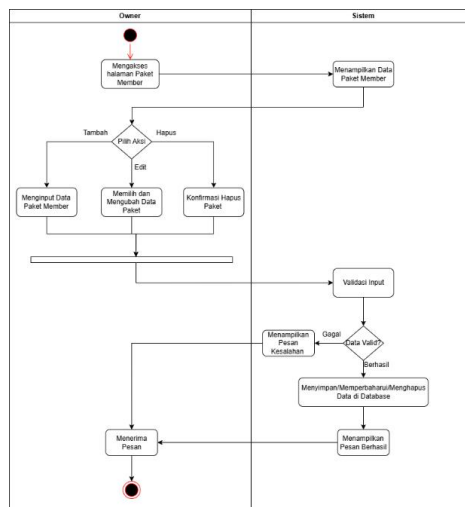 Owner
Sistem
Mengakses
halaman Paket
Member
Menampilkan Data
Paket Member
Tambah
Pilih Aksi
Hapus
Edit
Menginput Data
Paket Member
Memilih dan
Mengubah Data
Paket
Konfirmasi Hapus
Paket
Validasi Input
Menampilkan
Pesan
Kesalahan
Gagal
Data Valid?
Berhasil
Menyimpan/Memperbaharui/Menghapus
Data di Database
Menerima
Pesan
Menampilkan
Pesan Berhasil